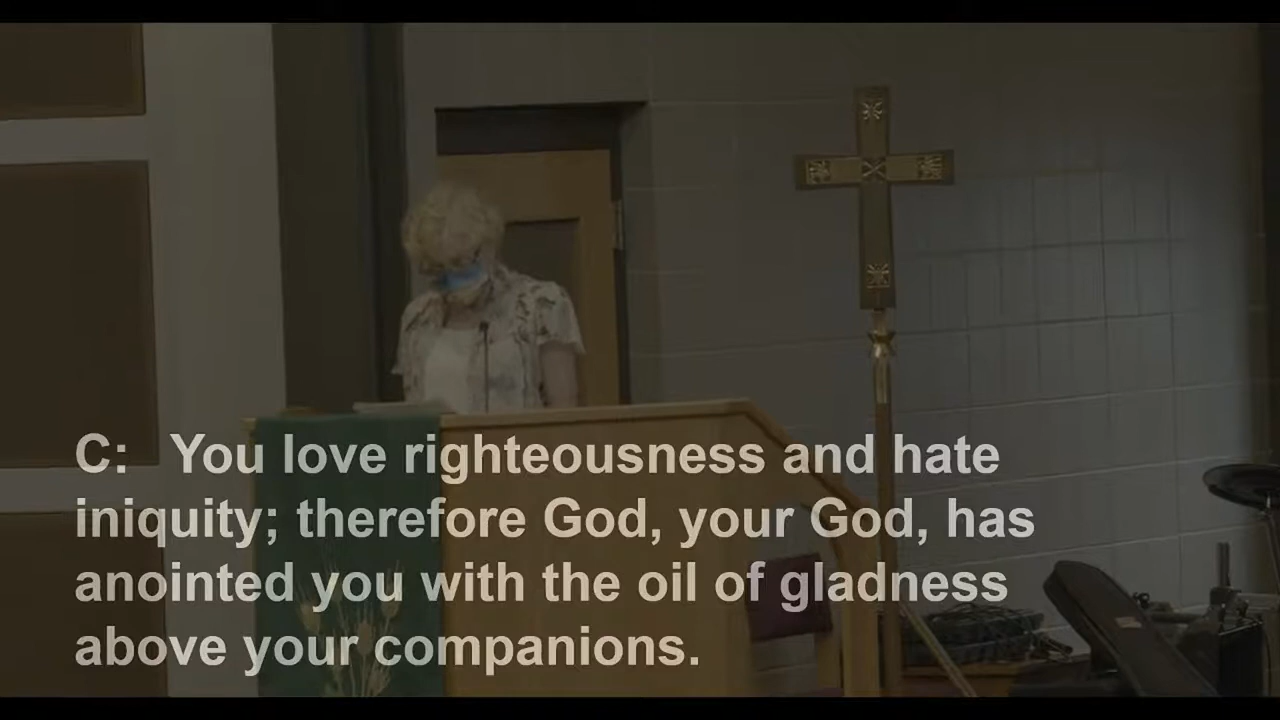 C: You love righteousness and hate
iniquity; therefore God, your God, has
anointed you with the oil of gladness
above your companions.